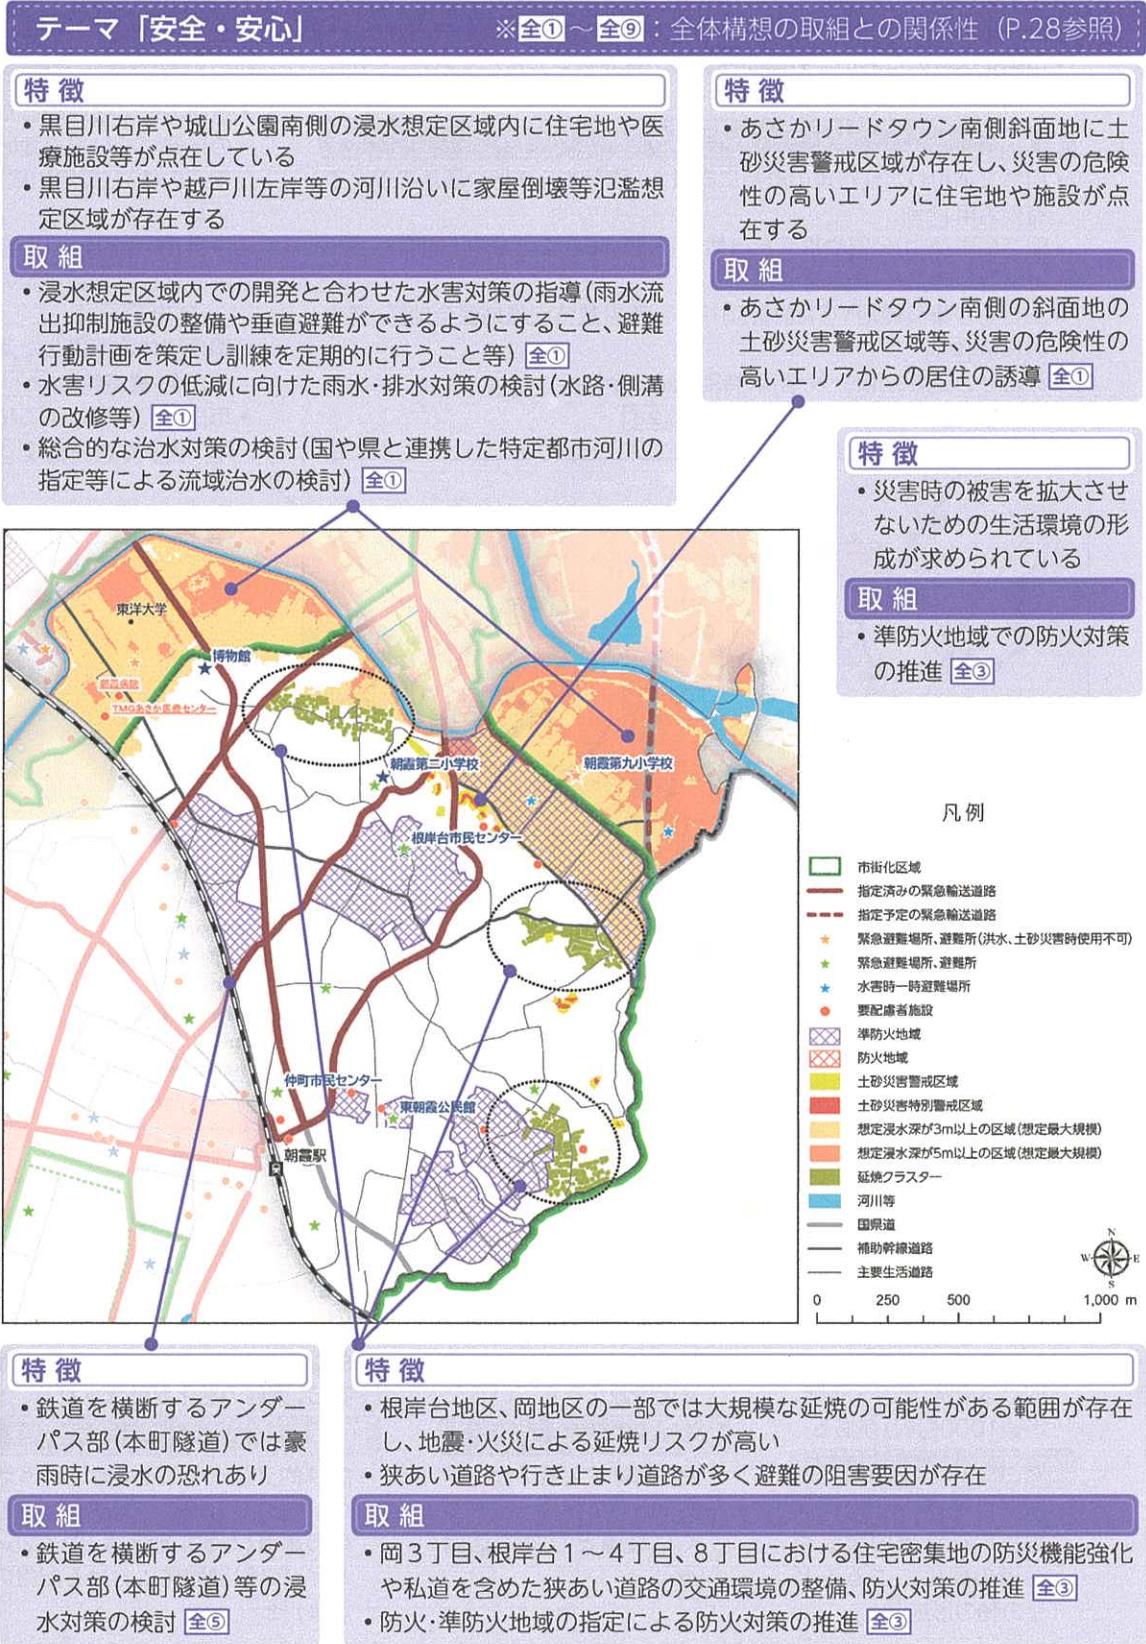 テーマ「安全・安心」
※全①～全⑨：全体構想の取組との関係性（P.28参照）
特徴
・黒目川右岸や城山公園南側の浸水想定区域内に住宅地や医
療施設等が点在している
・黒目川右岸や越戸川左岸等の河川沿いに家屋倒壊等氾濫想
定区域が存在する
取組
・浸水想定区域内での開発と合わせた水害対策の指導（雨水流
出抑制施設の整備や垂直避難ができるようにすること、避難
行動計画を策定し訓練を定期的に行うこと等）全①
・水害リスクの低減に向けた雨水・排水対策の検討（水路・側溝
の改修等）全①
・総合的な治水対策の検討（国や県と連携した特定都市河川の
指定等による流域治水の検討）全①
特徴
・あさかリードタウン南側斜面地に土
砂災害警戒区域が存在し、災害の危険
性の高いエリアに住宅地や施設が点
在する
取組
・あさかリードタウン南側の斜面地の
土砂災害警戒区域等、災害の危険性の
高いエリアからの居住の誘導 全①
特徴
・災害時の被害を拡大させ
ないための生活環境の形
成が求められている
取組
・準防火地域での防火対策
の推進 全③
東洋大学
博物館
朝霞病院
TMGあさか医療センター
朝霞第二小学校
朝霞第九小学校
根岸台市民センター
仲町市民センター
東朝霞公民館
朝霞駅
凡例
市街化区域
指定済みの緊急輸送道路
指定予定の緊急輸送道路
緊急避難場所、避難所（洪水、土砂災害時使用不可）
緊急避難場所、避難所
水害時一時避難場所
要配慮者施設
準防火地域
防火地域
土砂災害警戒区域
土砂災害特別警戒区域
想定浸水深が3m以上の区域（想定最大規模）
想定浸水深が5m以上の区域（想定最大規模）
延焼クラスター
河川等
国県道
補助幹線道路
主要生活道路
N
W E
S
0 250 500 1,000 m
特徴
・鉄道を横断するアンダー
パス部（本町隧道）では豪
雨時に浸水の恐れあり
取組
・鉄道を横断するアンダー
パス部（本町隧道）等の浸
水対策の検討 全⑤
特徴
・根岸台地区、岡地区の一部では大規模な延焼の可能性がある範囲が存在
し、地震・火災による延焼リスクが高い
・狭あい道路や行き止まり道路が多く避難の阻害要因が存在
取組
・岡３丁目、根岸台１～４丁目、８丁目における住宅密集地の防災機能強化
や私道を含めた狭あい道路の交通環境の整備、防火対策の推進 全③
・防火・準防火地域の指定による防火対策の推進 全③